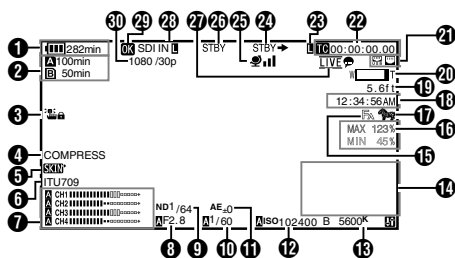 30 29 28 27 26 25 24 23 22
1 282min OK SDI IN L STBY STBY L TC 00:00:00.00
2 A 100min 1080 /30p LIVE 21
B 50min W T 20
5.6ft 19
12:34:56AM 18
3 17
MAX 123% 16
MIN 45%
15
4 COMPRESS
5 SKIN
6 ITU709 14
7 A CH1
A CH2 ND1/64 AE±0
A CH3 A F2.8 A 1/60 A ISO102400 B 5600K
A CH4
8 9 10 11 12 13